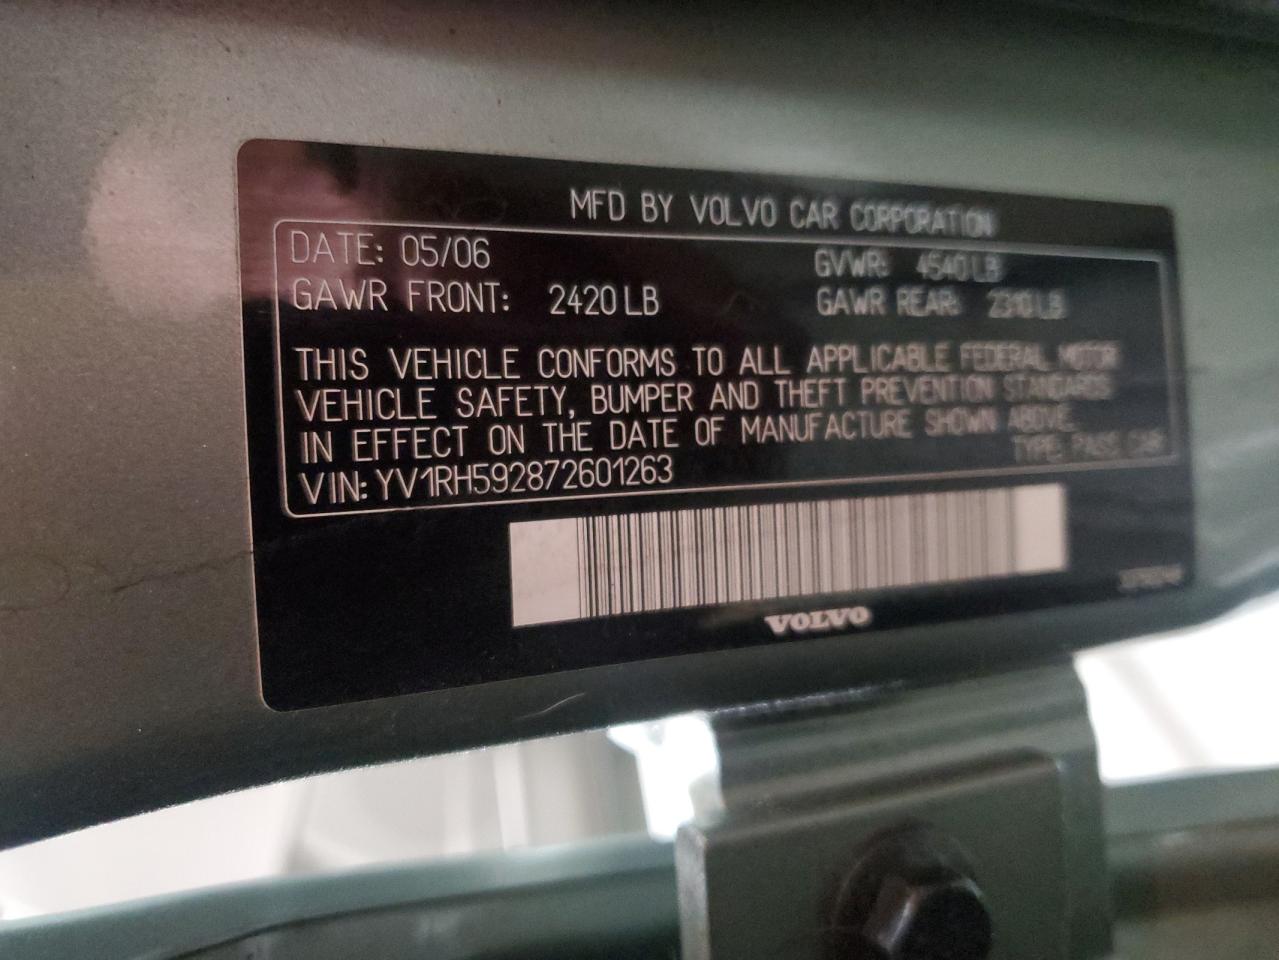 MFD BY VOLVO CAR CORPORATION
DATE: 05/06 GVWR: 4540 LB
GAWR FRONT: 2420 LB GAWR REAR: 2310 LB
THIS VEHICLE CONFORMS TO ALL APPLICABLE FEDERAL MOTOR
VEHICLE SAFETY, BUMPER AND THEFT PREVENTION STANDARDS
IN EFFECT ON THE DATE OF MANUFACTURE SHOWN ABOVE.
TYPE: PASS CAR
VIN: YV1RH592872601263
VOLVO